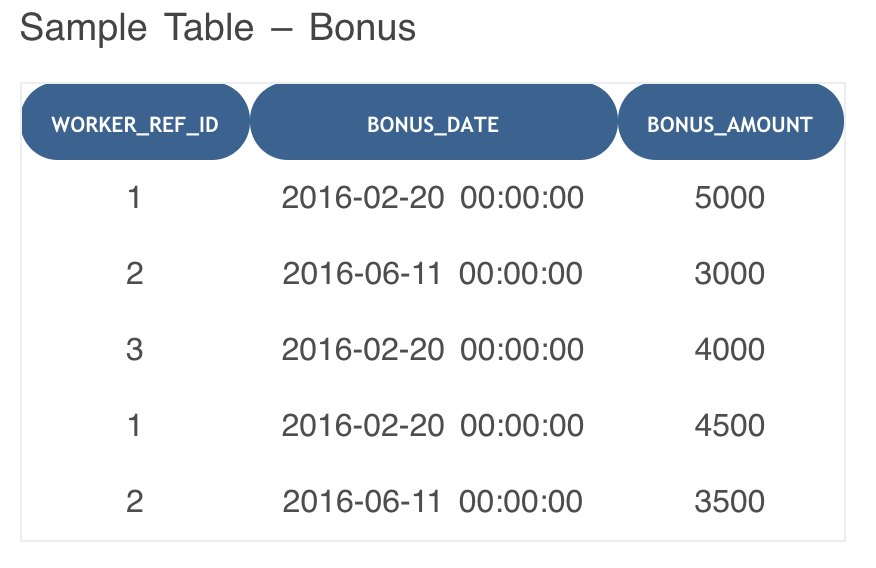 Sample Table – Bonus
WORKER_REF_ID BONUS_DATE BONUS_AMOUNT
1 2016-02-20 00:00:00 5000
2 2016-06-11 00:00:00 3000
3 2016-02-20 00:00:00 4000
1 2016-02-20 00:00:00 4500
2 2016-06-11 00:00:00 3500